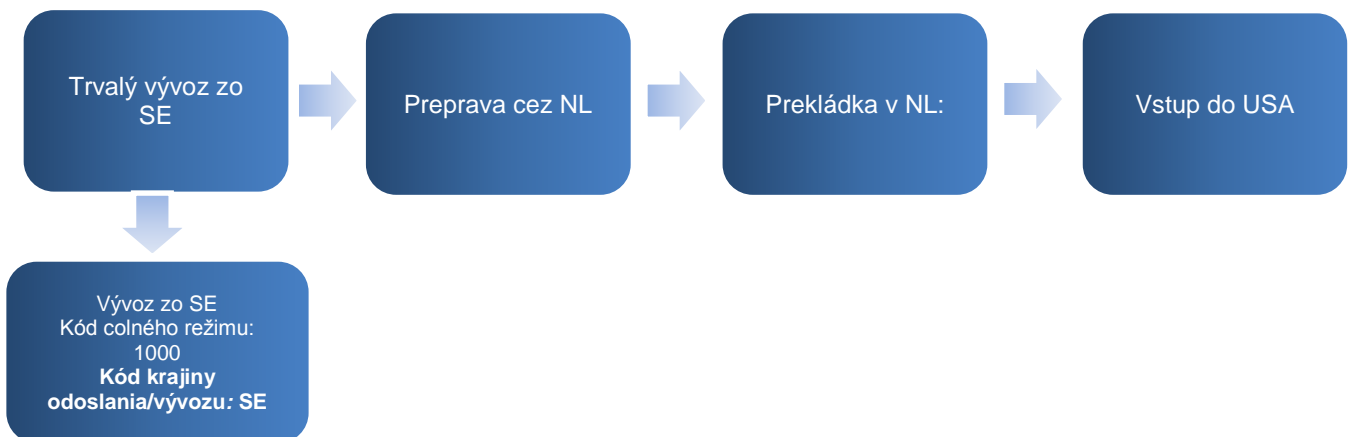 Trvalý vývoz zo
SE
Preprava cez NL
Prekládka v NL:
Vstup do USA
Vývoz zo SE
Kód colného režimu:
1000
Kód krajiny
odoslania/vývozu: SE